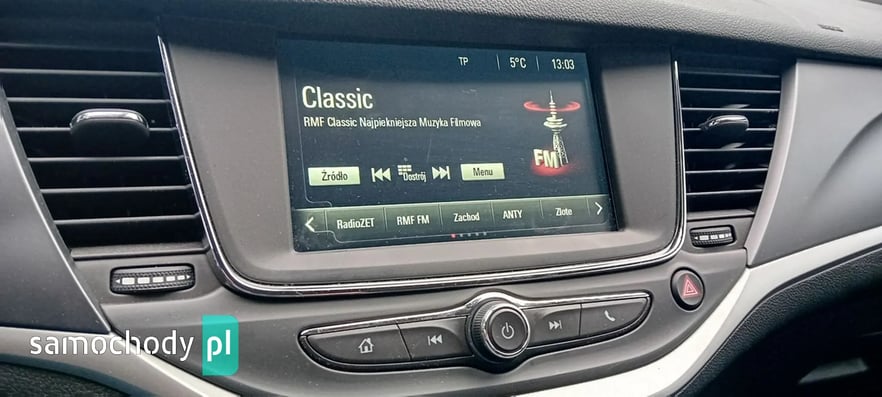 TP 5°C 13:03
Classic
RMF Classic Najpiekniejsza Muzyka Filmowa
FM
Źródło Dostrój Menu
RadioZET RMF FM Zachod ANTY Zlote
samochody pl